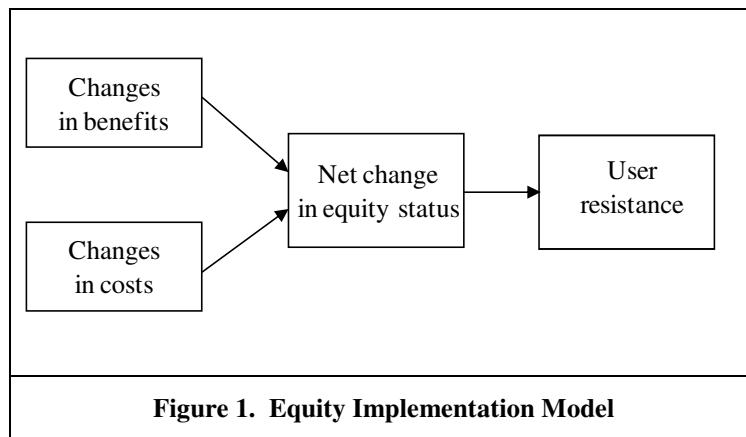 Changes
in benefits
Changes
in costs
Net change
in equity status
User
resistance
Figure 1. Equity Implementation Model